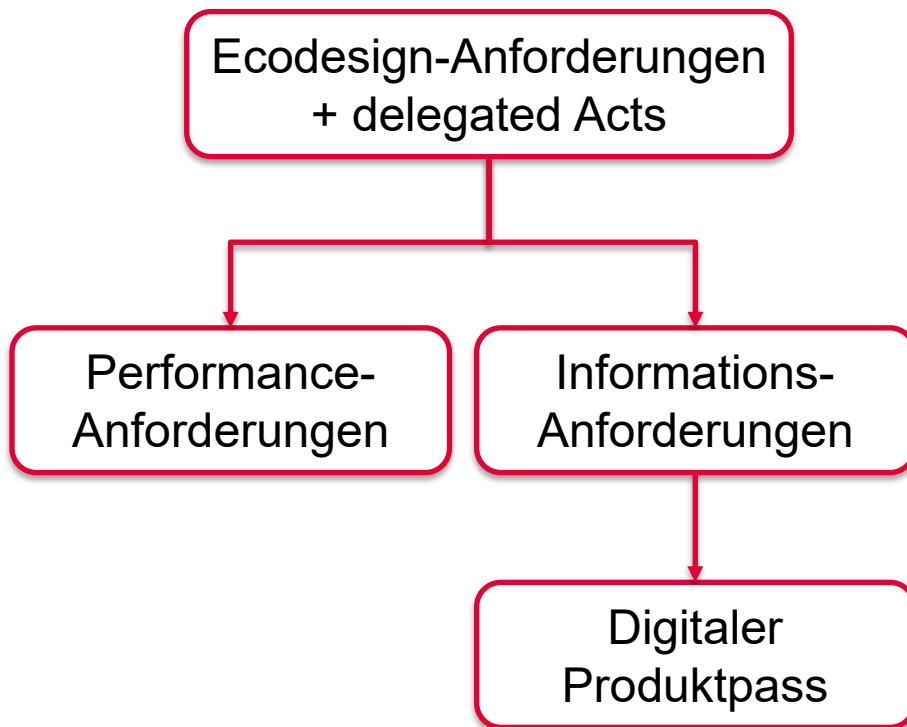 Ecodesign-Anforderungen
+ delegated Acts
Performance-
Anforderungen
Informations-
Anforderungen
Digitaler
Produktpass